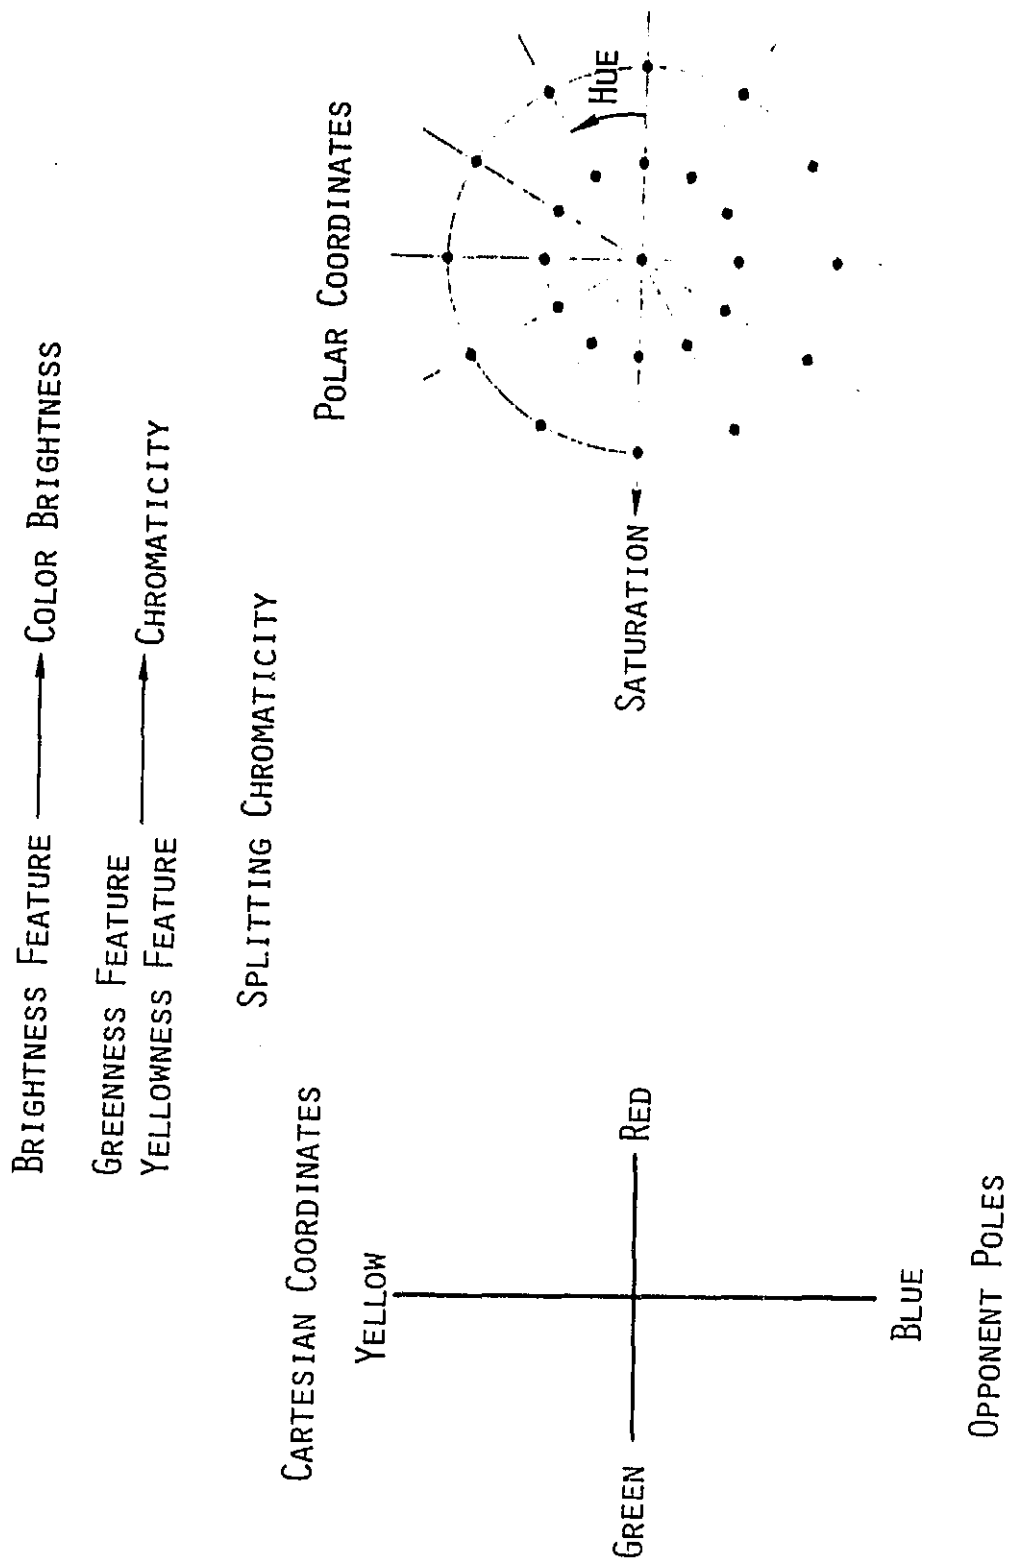 BRIGHTNESS FEATURE COLOR BRIGHTNESS
GREENNESS FEATURE
YELLOWNESS FEATURE CHROMATICITY
SPLITTING CHROMATICITY
CARTESIAN COORDINATES
YELLOW
GREEN
RED
BLUE
OPPONENT POLES
POLAR COORDINATES
HUE
SATURATION